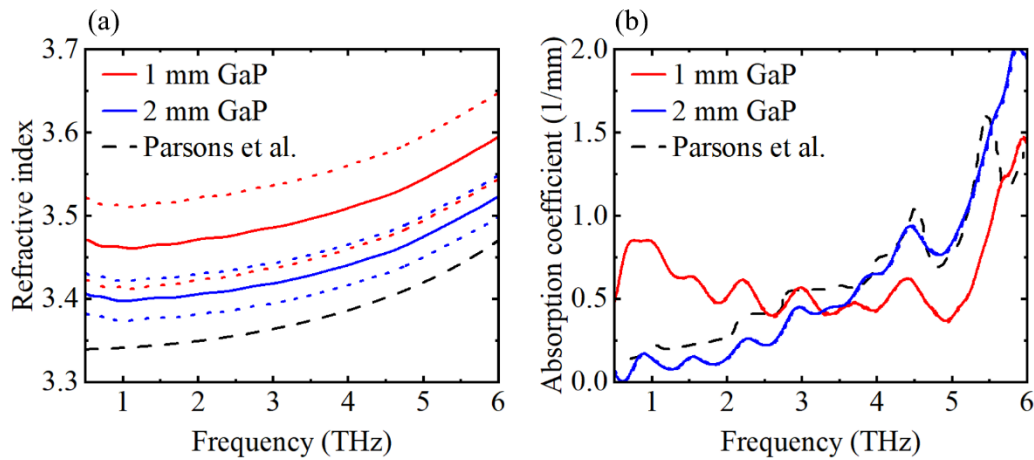 (a)
3.7
3.6
3.5
3.4
3.3
Refractive index
1 mm GaP
2 mm GaP
Parsons et al.
1 2 3 4 5 6
Frequency (THz)
(b)
2.0
1.5
1.0
0.5
0.0
Absorption coefficient (1/mm)
1 mm GaP
2 mm GaP
Parsons et al.
1 2 3 4 5 6
Frequency (THz)